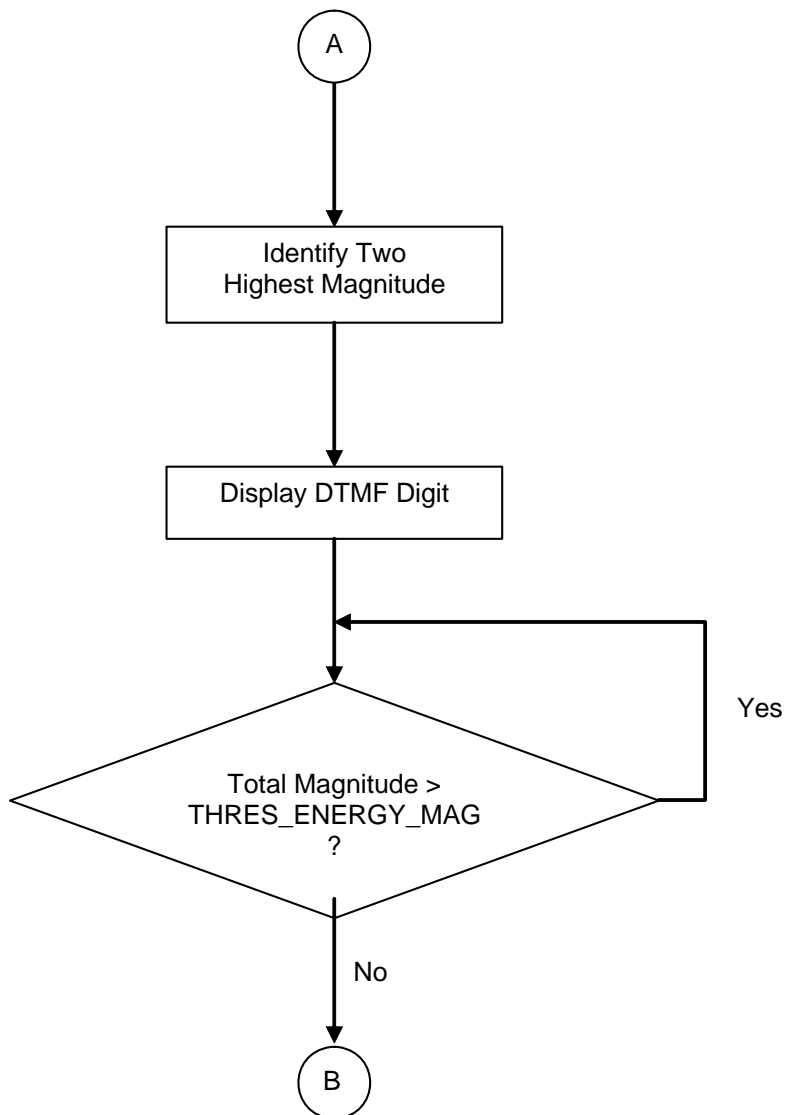 A
Identify Two
Highest Magnitude
Display DTMF Digit
Yes
Total Magnitude >
THRES_ENERGY_MAG
?
No
B